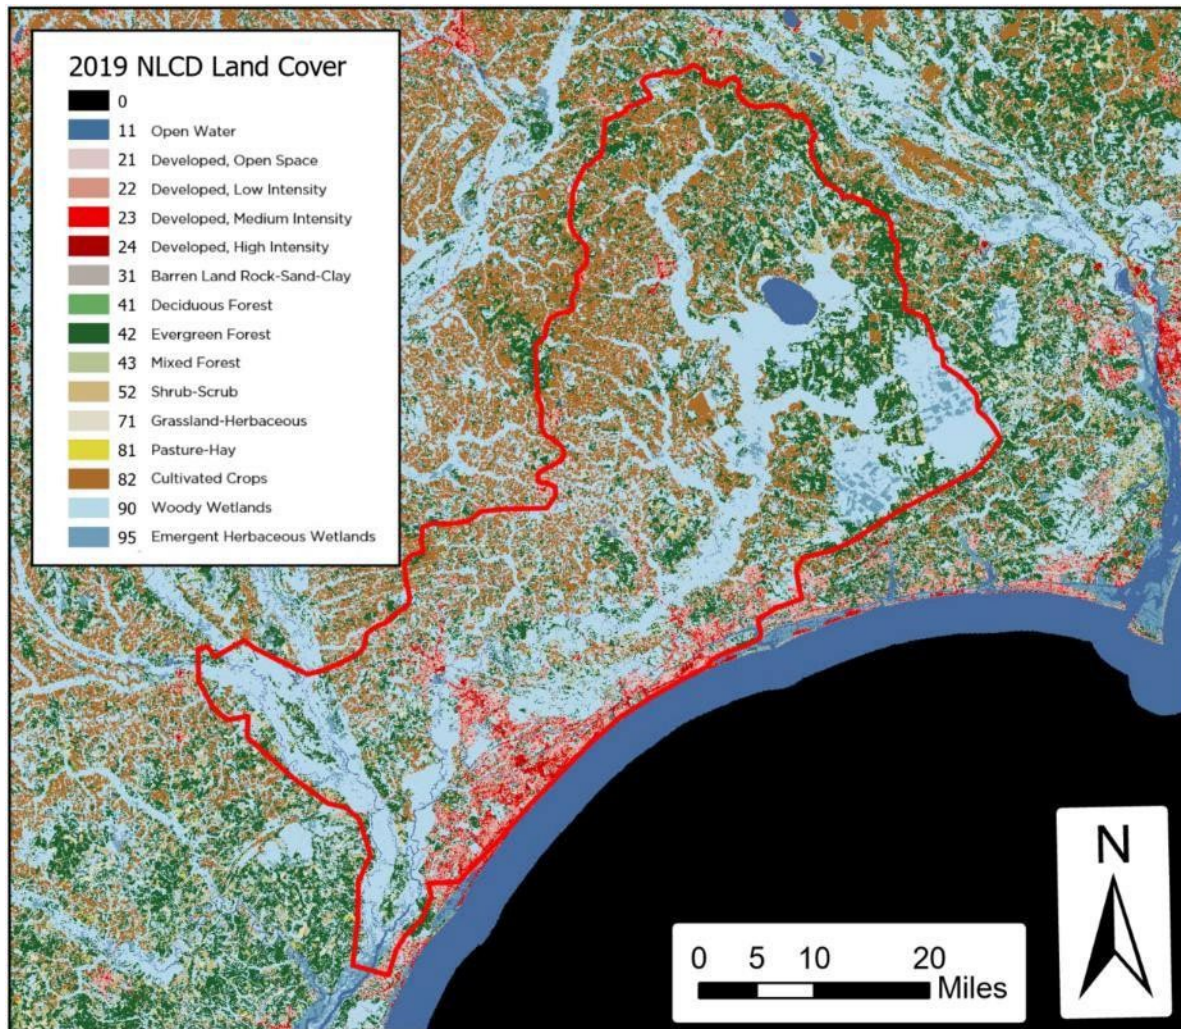 2019 NLCD Land Cover
0
11 Open Water
21 Developed, Open Space
22 Developed, Low Intensity
23 Developed, Medium Intensity
24 Developed, High Intensity
31 Barren Land Rock-Sand-Clay
41 Deciduous Forest
42 Evergreen Forest
43 Mixed Forest
52 Shrub-Scrub
71 Grassland-Herbaceous
81 Pasture-Hay
82 Cultivated Crops
90 Woody Wetlands
95 Emergent Herbaceous Wetlands
N
0 5 10 20
Miles